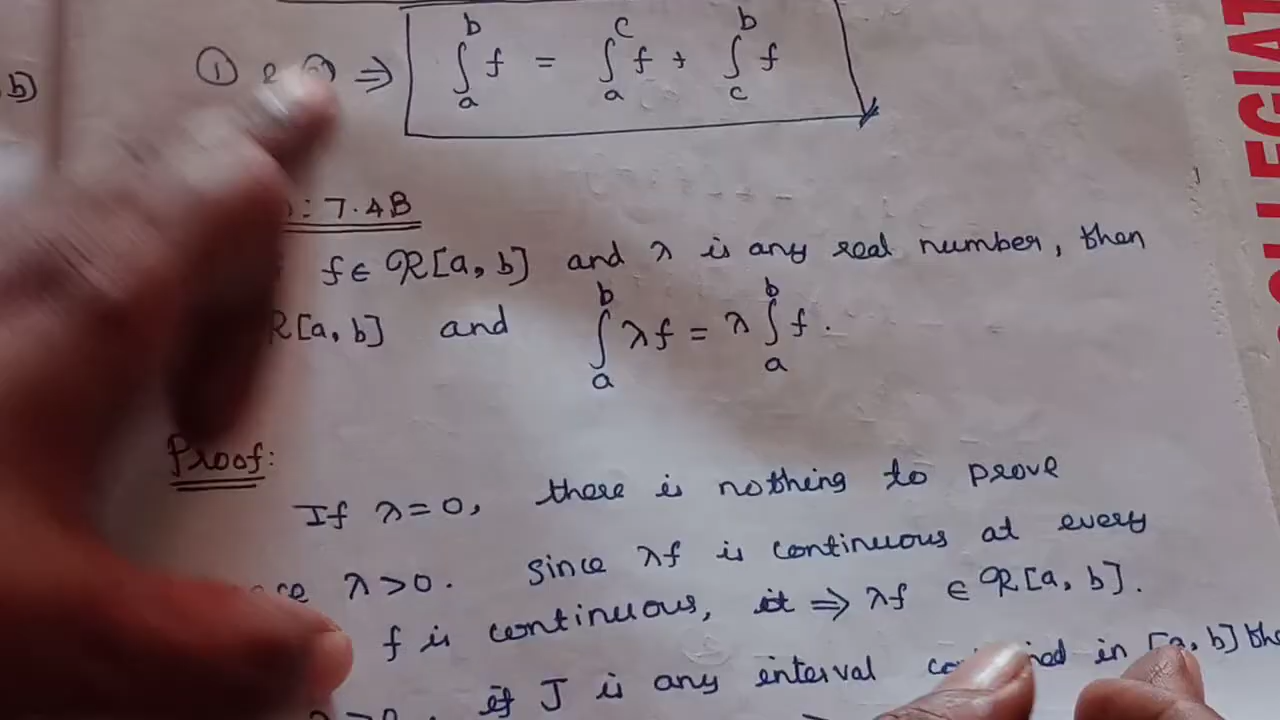 b)
① & ⇒ ∫_a^b f = ∫_a^c f + ∫_c^b f
: 7.4B
f ∈ R[a, b] and λ is any real number, then
R[a, b] and ∫_a^b λf = λ ∫_a^b f.
Proof:
If λ=0, there is nothing to prove
λ>0. Since λf is continuous at every
f is continuous, it ⇒ λf ∈ R[a, b].
if J is any interval in [a, b]